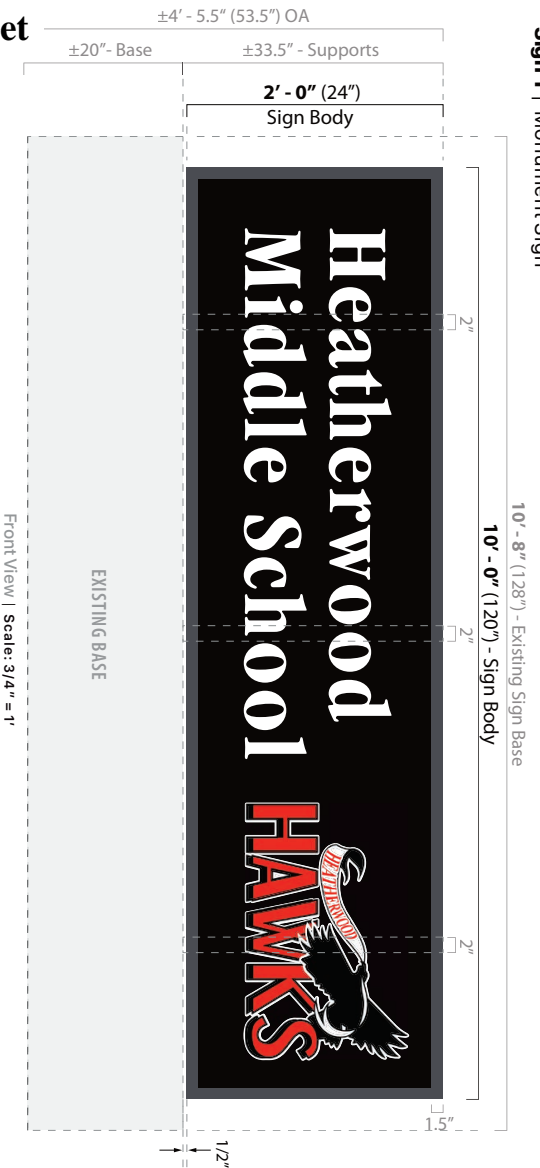 et
Sign 1 | Monument Sign
±4’ - 5.5“ (53.5”) OA
±20”- Base
±33.5” - Supports
2’ - 0” (24”)
Sign Body
10’ - 8” (128”) - Existing Sign Base
10’ - 0” (120”) - Sign Body
2”
2”
2”
1.5”
1/2”
Heatherwood
Middle School
HEATHERWOOD
HAWKS
EXISTING BASE
Front View | Scale: 3/4” = 1’